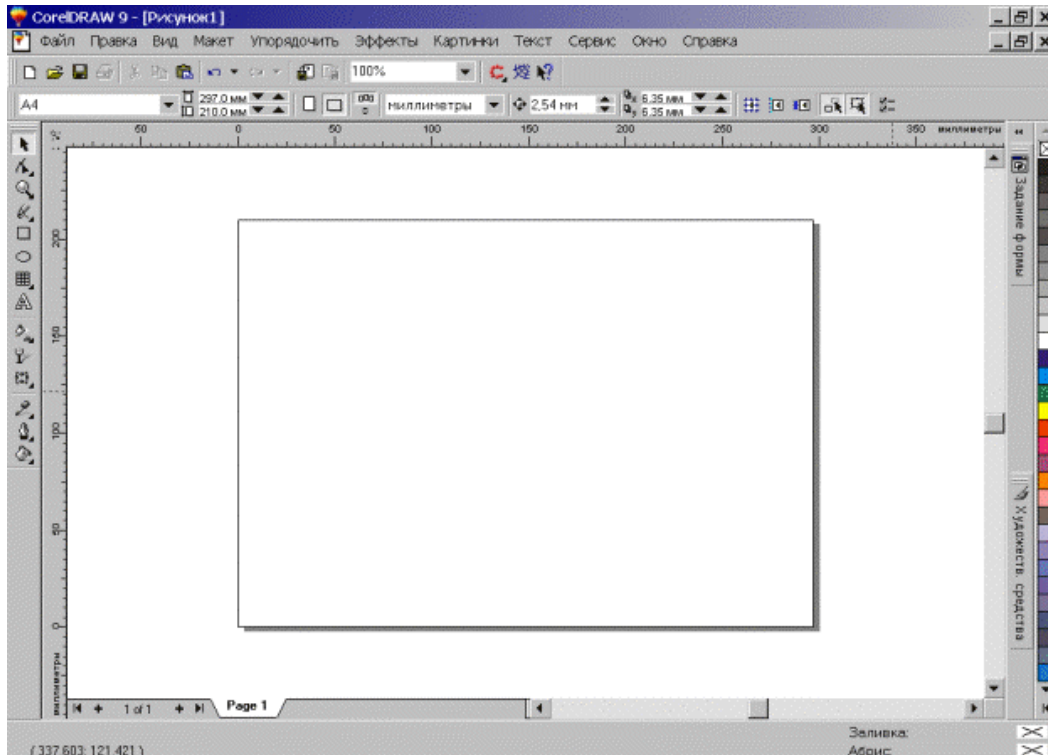 CorelDRAW 9 - [Рисунок1]
Файл Правка Вид Макет Упорядочить Эффекты Картинки Текст Сервис Окно Справка
100%
A4 297.0 мм 210.0 мм миллиметры 2,54 мм 6.35 мм 6.35 мм
50 0 50 100 150 200 250 300 350 миллиметры
200
150
100
50
0
миллиметры
Задание формы
Художеств. средства
1 of 1 Page 1
Заливка:
( 337,603; 121,421 ) Абрис: